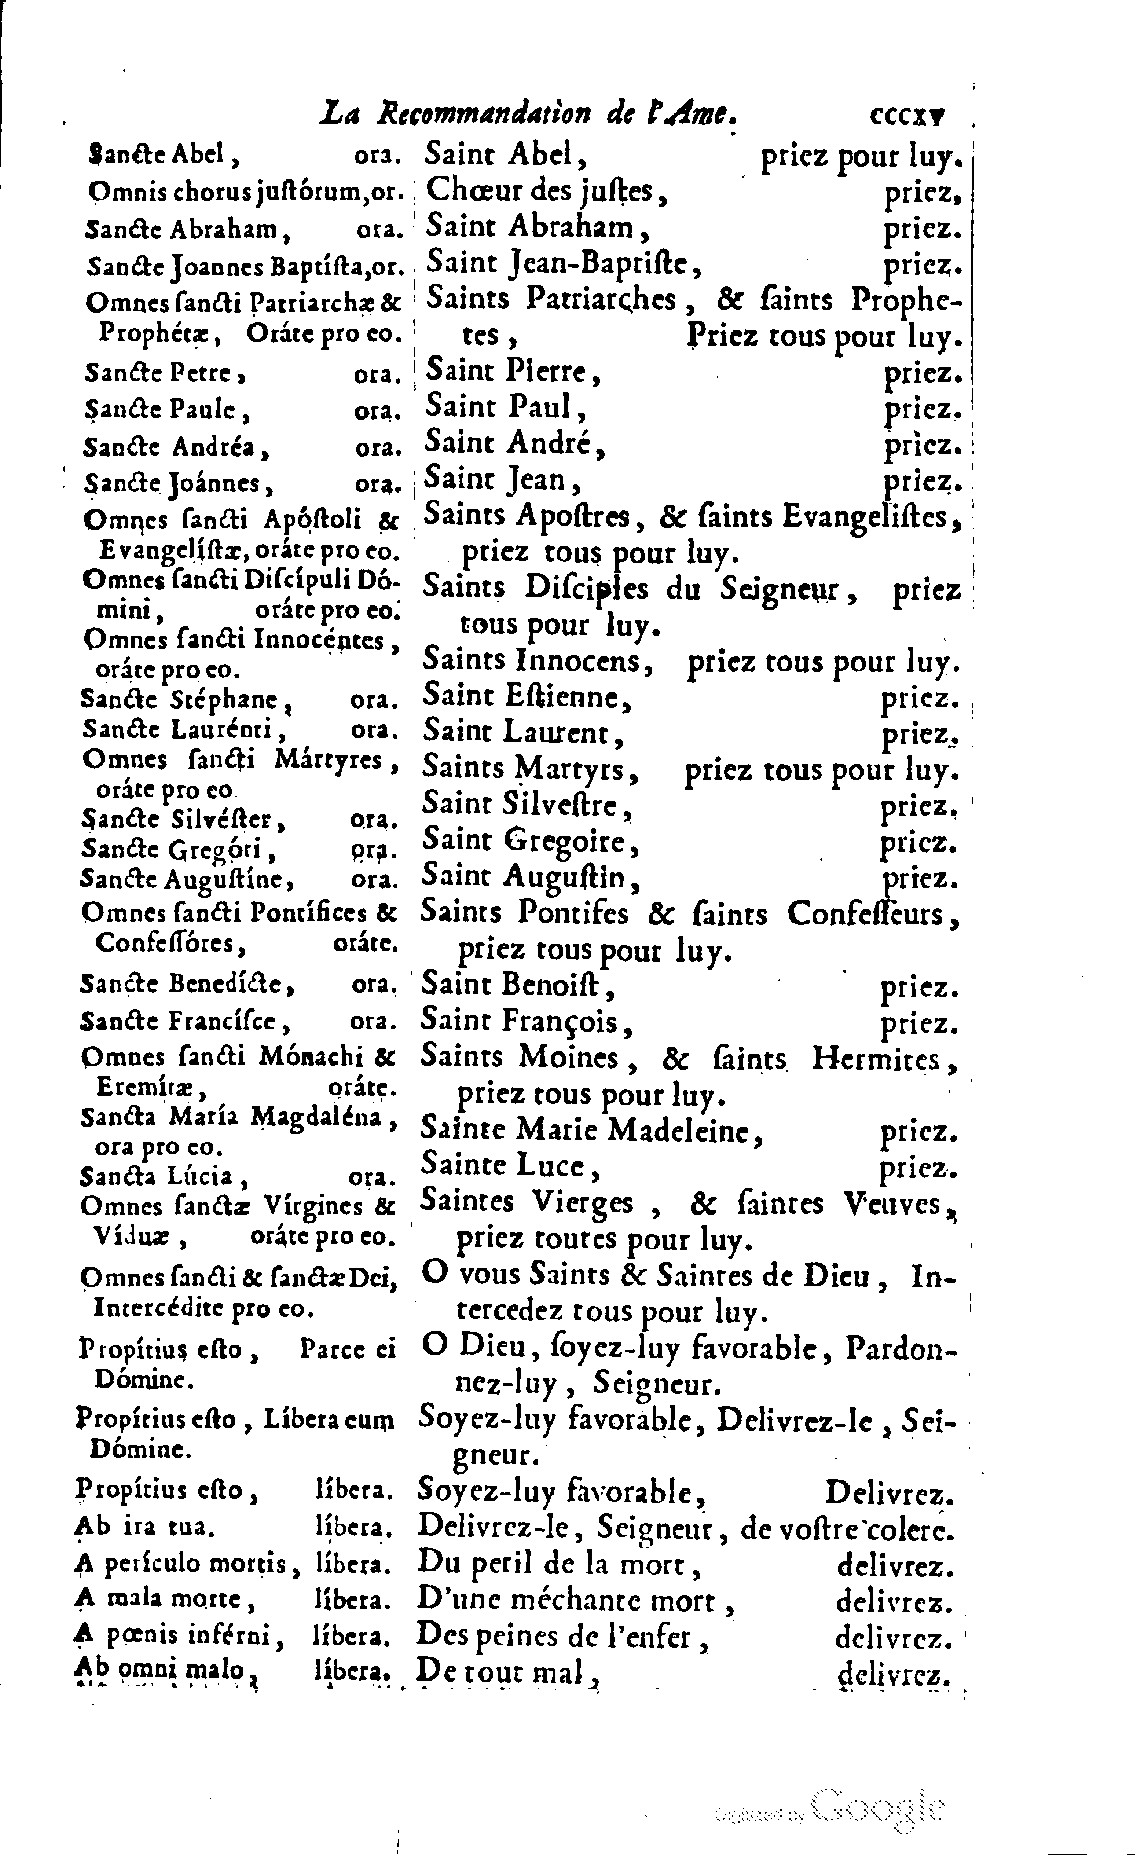 La Recommandation de l'Ame. CCCXV
Sancte Abel, ora.
Omnis chorus juſtórum, or.
Sancte Abraham, ora.
Sancte Joannes Baptíſta, or.
Omnes ſancti Patriarchæ &
Prophétæ, Oráte pro eo.
Sancte Petre, ora.
Sancte Paule, ora.
Sancte Andréa, ora.
Sancte Joánnes, ora.
Omnes ſancti Apóſtoli &
Evangelíſtæ, oráte pro eo.
Omnes ſancti Diſcípuli Dó-
mini, oráte pro eo.
Omnes ſancti Innocéntes,
oráte pro eo.
Sancte Stéphane, ora.
Sancte Laurénti, ora.
Omnes ſancti Mártyres,
oráte pro eo.
Sancte Silvéſter, ora.
Sancte Gregóri, ora.
Sancte Auguſtíne, ora.
Omnes ſancti Pontífices &
Confeſſóres, oráte.
Sancte Benedícte, ora.
Sancte Francíſce, ora.
Omnes ſancti Mónachi &
Eremítæ, oráte.
Sancta María Magdaléna,
ora pro eo.
Sancta Lúcia, ora.
Omnes ſanctæ Vírgines &
Víduæ, oráte pro eo.
Omnes ſancti & ſanctæ Dei,
Intercédite pro eo.
Propítius eſto, Parce ei
Dómine.
Propítius eſto, Líbera eum
Dómine.
Propítius eſto, líbera.
Ab ira tua. líbera.
A perículo mortis, líbera.
A mala morte, líbera.
A pœnis inférni, líbera.
Ab omni malo, líbera.
Saint Abel, priez pour luy.
Chœur des juſtes, priez.
Saint Abraham, priez.
Saint Jean-Baptiſte, priez.
Saints Patriarches, & ſaints Prophe-
tes, Priez tous pour luy.
Saint Pierre, priez.
Saint Paul, priez.
Saint André, priez.
Saint Jean, priez.
Saints Apoſtres, & ſaints Evangeliſtes,
priez tous pour luy.
Saints Diſciples du Seigneur, priez
tous pour luy.
Saints Innocens, priez tous pour luy.
Saint Eſtienne, priez.
Saint Laurent, priez.
Saints Martyrs, priez tous pour luy.
Saint Silveſtre, priez.
Saint Gregoire, priez.
Saint Auguſtin, priez.
Saints Pontifes & ſaints Confeſſeurs,
priez tous pour luy.
Saint Benoiſt, priez.
Saint François, priez.
Saints Moines, & ſaints Hermites,
priez tous pour luy.
Sainte Marie Madeleine, priez.
Sainte Luce, priez.
Saintes Vierges, & ſaintes Veuves,
priez toutes pour luy.
O vous Saints & Saintes de Dieu, In-
tercedez tous pour luy.
O Dieu, ſoyez-luy favorable, Pardon-
nez-luy, Seigneur.
Soyez-luy favorable, Delivrez-le, Sei-
gneur.
Soyez-luy favorable, Delivrez.
Delivrez-le, Seigneur, de voſtre colere.
Du peril de la mort, delivrez.
D'une méchante mort, delivrez.
Des peines de l'enfer, delivrez.
De tout mal, delivrez.
Digitized by Google